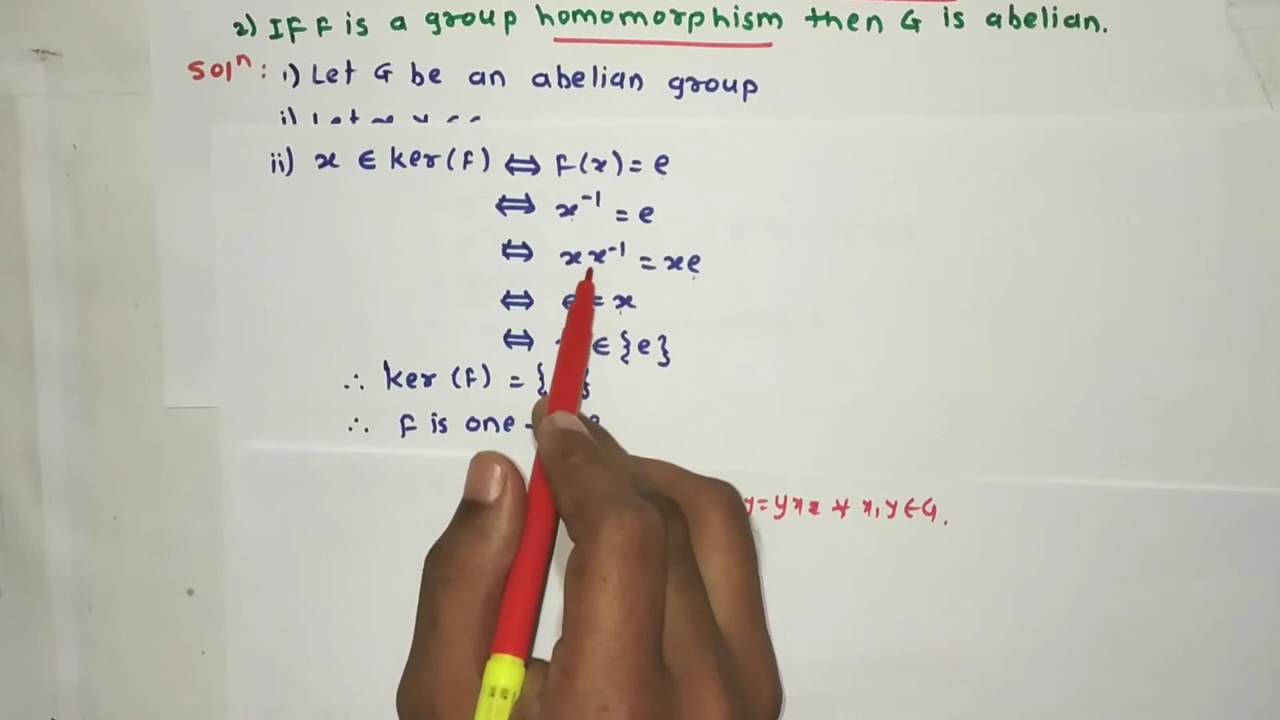 2) IF F is a group homomorphism then G is abelian.
Solⁿ: i) Let G be an abelian group
ii) x ∈ ker(f) ⇔ f(x) = e
⇔ x⁻¹ = e
⇔ xx⁻¹ = xe
⇔ e = x
⇔ ∈ {e}
∴ ker (f) = { }
∴ f is one -
y = y * x ∀ x, y ∈ G.